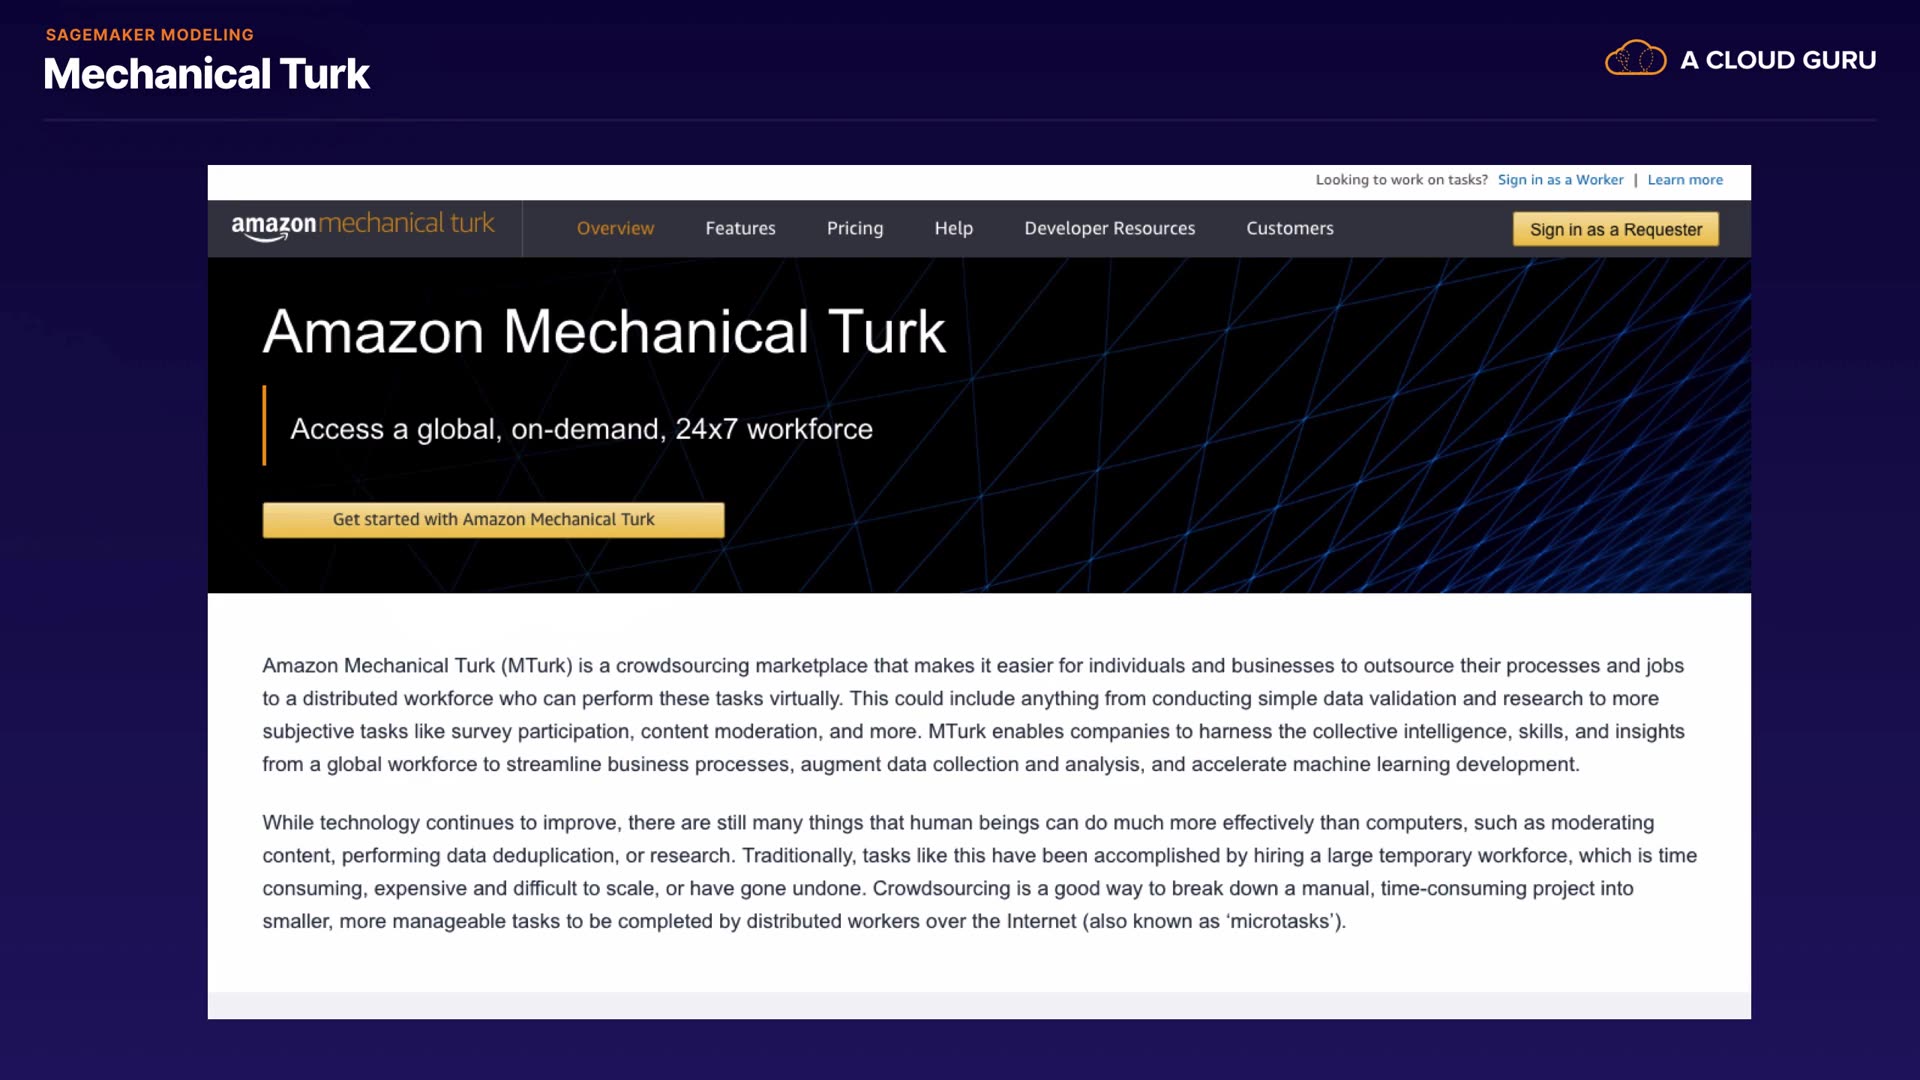 SAGEMAKER MODELING
Mechanical Turk
A CLOUD GURU
Looking to work on tasks? Sign in as a Worker | Learn more
amazon mechanical turk
Overview Features Pricing Help Developer Resources Customers
Sign in as a Requester
Amazon Mechanical Turk
Access a global, on-demand, 24x7 workforce
Get started with Amazon Mechanical Turk
Amazon Mechanical Turk (MTurk) is a crowdsourcing marketplace that makes it easier for individuals and businesses to outsource their processes and jobs
to a distributed workforce who can perform these tasks virtually. This could include anything from conducting simple data validation and research to more
subjective tasks like survey participation, content moderation, and more. MTurk enables companies to harness the collective intelligence, skills, and insights
from a global workforce to streamline business processes, augment data collection and analysis, and accelerate machine learning development.
While technology continues to improve, there are still many things that human beings can do much more effectively than computers, such as moderating
content, performing data deduplication, or research. Traditionally, tasks like this have been accomplished by hiring a large temporary workforce, which is time
consuming, expensive and difficult to scale, or have gone undone. Crowdsourcing is a good way to break down a manual, time-consuming project into
smaller, more manageable tasks to be completed by distributed workers over the Internet (also known as ‘microtasks’).